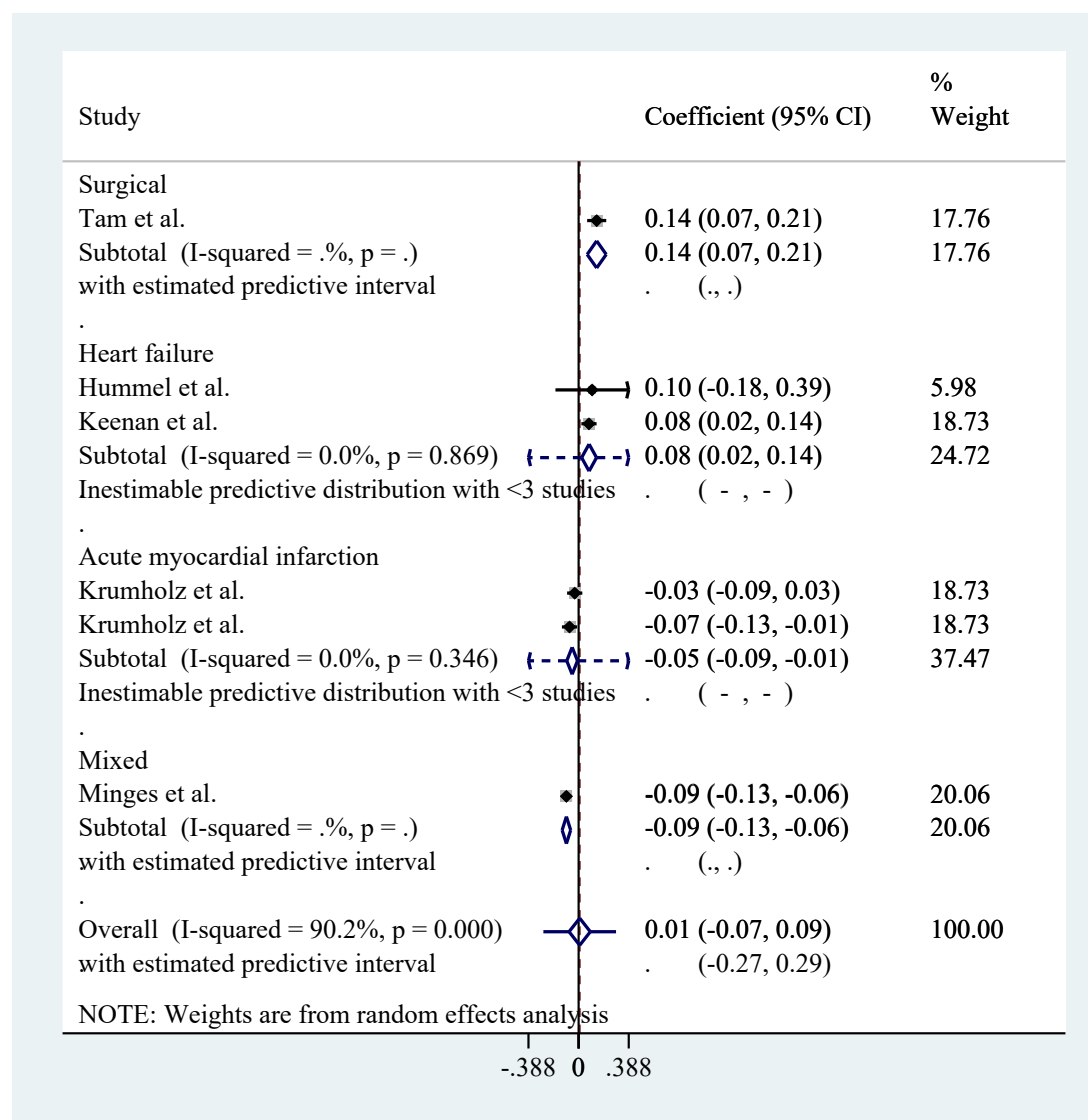 %
Study Coefficient (95% CI) Weight
Surgical
Tam et al. 0.14 (0.07, 0.21) 17.76
Subtotal (I-squared = .%, p = .) 0.14 (0.07, 0.21) 17.76
with estimated predictive interval . (., .)
.
Heart failure
Hummel et al. 0.10 (-0.18, 0.39) 5.98
Keenan et al. 0.08 (0.02, 0.14) 18.73
Subtotal (I-squared = 0.0%, p = 0.869) 0.08 (0.02, 0.14) 24.72
Inestimable predictive distribution with <3 studies . ( - , - )
.
Acute myocardial infarction
Krumholz et al. -0.03 (-0.09, 0.03) 18.73
Krumholz et al. -0.07 (-0.13, -0.01) 18.73
Subtotal (I-squared = 0.0%, p = 0.346) -0.05 (-0.09, -0.01) 37.47
Inestimable predictive distribution with <3 studies . ( - , - )
.
Mixed
Minges et al. -0.09 (-0.13, -0.06) 20.06
Subtotal (I-squared = .%, p = .) -0.09 (-0.13, -0.06) 20.06
with estimated predictive interval . (., .)
.
Overall (I-squared = 90.2%, p = 0.000) 0.01 (-0.07, 0.09) 100.00
with estimated predictive interval . (-0.27, 0.29)
NOTE: Weights are from random effects analysis
-.388 0 .388